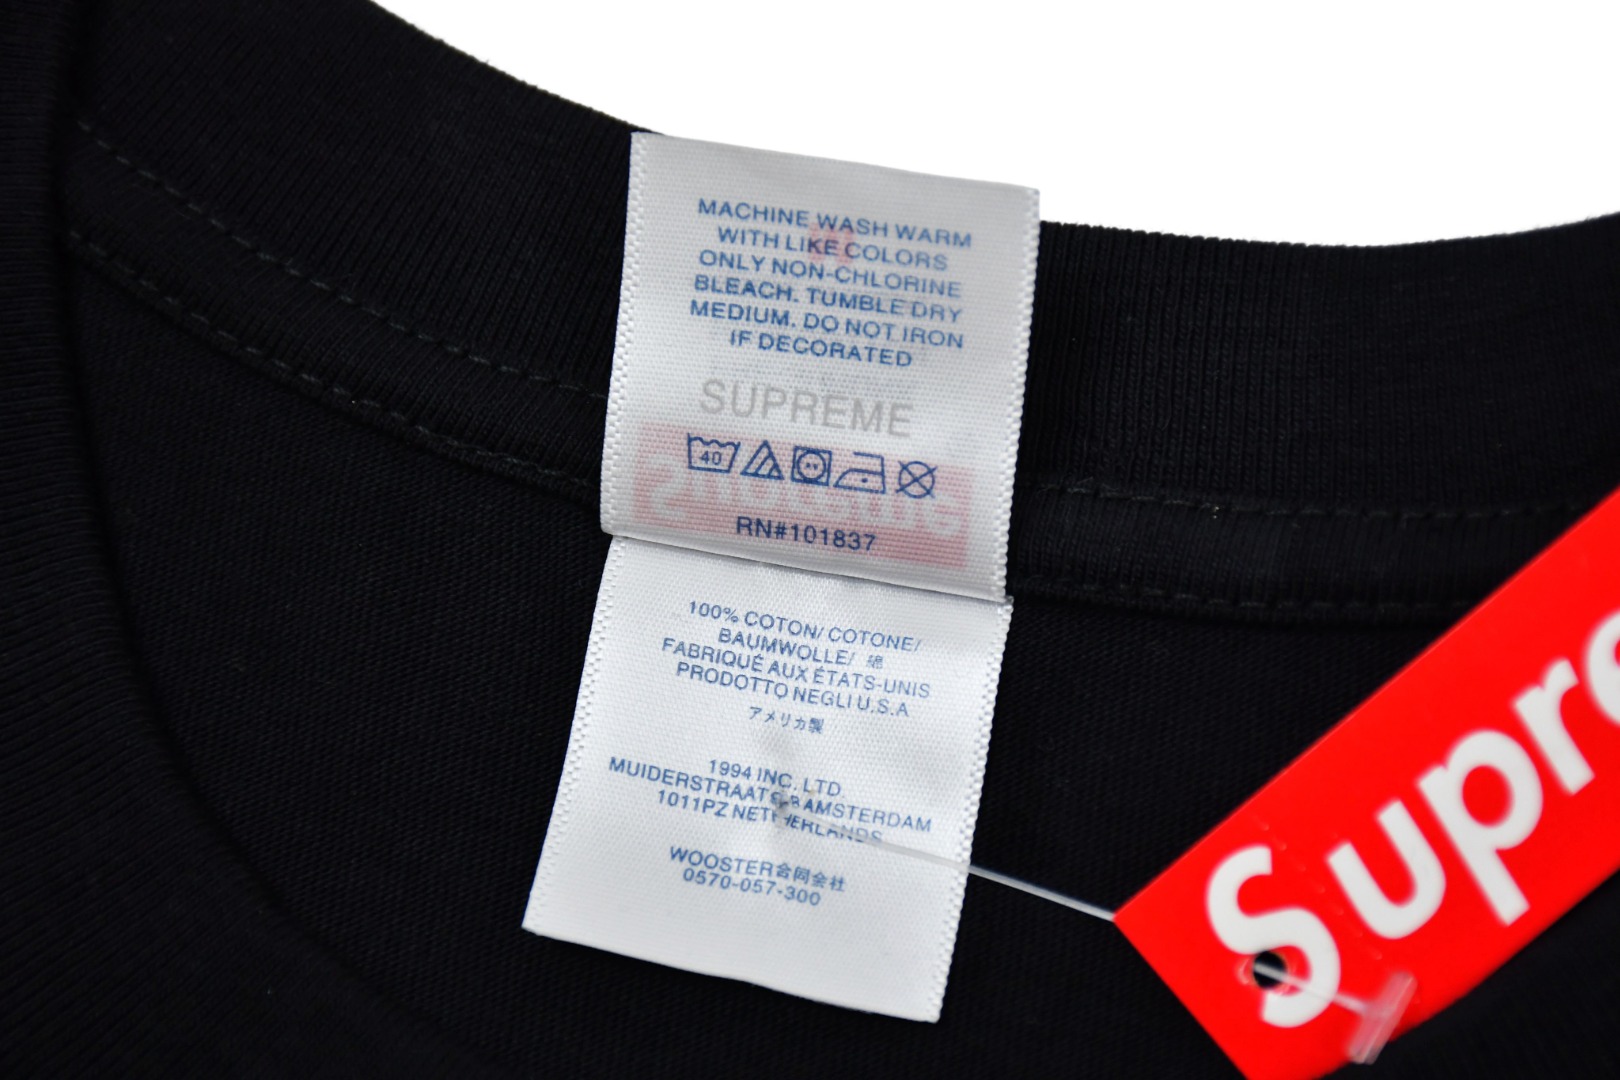 MACHINE WASH WARM
WITH LIKE COLORS
ONLY NON-CHLORINE
BLEACH. TUMBLE DRY
MEDIUM. DO NOT IRON
IF DECORATED
SUPREME
40
RN#101837
100% COTON/ COTONE/
BAUMWOLLE/ 綿
FABRIQUÉ AUX ÉTATS-UNIS
PRODOTTO NEGLI U.S.A
アメリカ製
1994 INC. LTD.
MUIDERSTRAAT AMSTERDAM
1011PZ NETHERLANDS
WOOSTER合同会社
0570-057-300
Supre